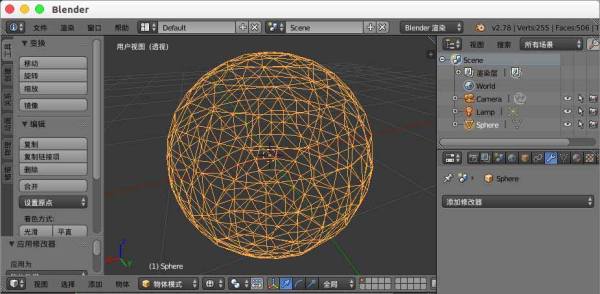 Blender
文件 渲染 窗口 帮助 Default Scene Blender 渲染 v2.78 | Verts:255 | Faces:506 | T
变换
移动
旋转
缩放
镜像
编辑
复制
复制链接项
删除
合并
设置原点
着色方式:
光滑 平直
应用修改器
应用为
用户视图 (透视)
(1) Sphere
视图 选择 添加 物体 物体模式 全局
视图 搜索 所有场景
Scene
渲染层
World
Camera
Lamp
Sphere
Sphere
添加修改器